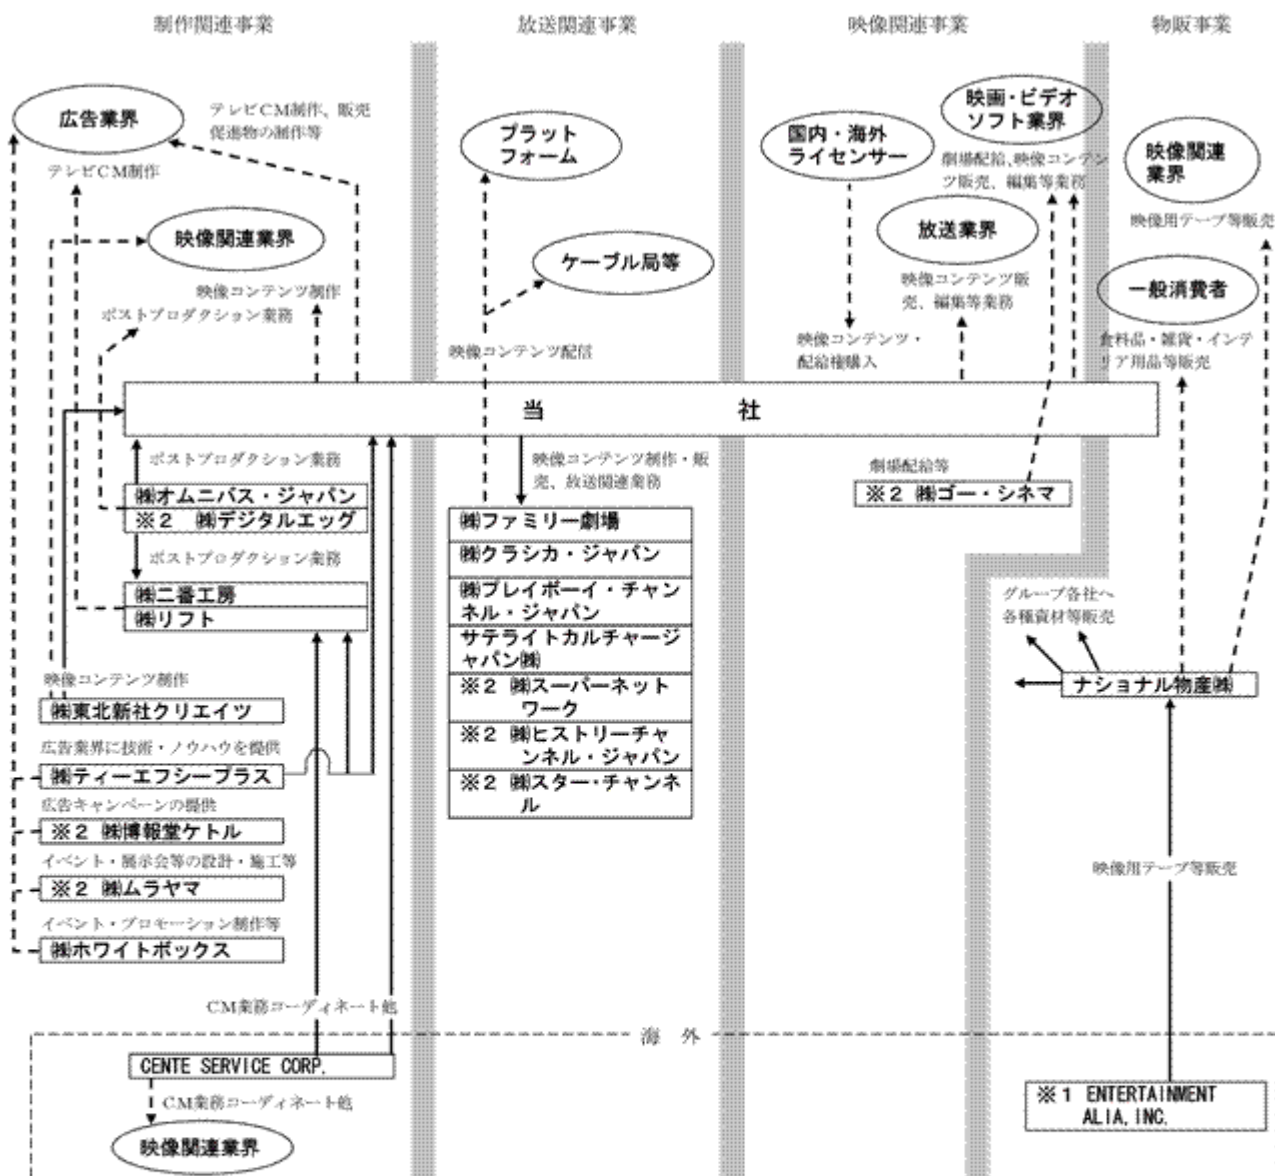 制作関連事業
放送関連事業
映像関連事業
物販事業
広告業界
テレビCM制作、販売
促進物の制作等
テレビCM制作
映像関連業界
映像コンテンツ制作
ポストプロダクション業務
プラット
フォーム
ケーブル局等
映像コンテンツ配信
国内・海外
ライセンサー
映像コンテンツ・
配給権購入
映画・ビデオ
ソフト業界
劇場配給、映像コンテン
ツ販売、編集等業務
放送業界
映像コンテンツ販
売、編集等業務
映像関連
業界
映像用テープ等販売
一般消費者
食料品・雑貨・インテ
リア用品等販売
当社
ポストプロダクション業務
㈱オムニバス・ジャパン
※2 ㈱デジタルエッグ
ポストプロダクション業務
㈱二番工房
㈱リフト
映像コンテンツ制作
㈱東北新社クリエイツ
広告業界に技術・ノウハウを提供
㈱ティーエフシープラス
広告キャンペーンの提供
※2 ㈱博報堂ケトル
イベント・展示会等の設計・施工等
※2 ㈱ムラヤマ
イベント・プロモーション制作等
㈱ホワイトボックス
CM業務コーディネート他
映像コンテンツ制作・販
売、放送関連業務
㈱ファミリー劇場
㈱クラシカ・ジャパン
㈱プレイボーイ・チャン
ネル・ジャパン
サテライトカルチャージ
ャパン㈱
※2 ㈱スーパーネット
ワーク
※2 ㈱ヒストリーチャ
ンネル・ジャパン
※2 ㈱スター・チャンネ
ル
劇場配給等
※2 ㈱ゴー・シネマ
グループ各社へ
各種資材等販売
ナショナル物産㈱
映像用テープ等販売
海外
CENTE SERVICE CORP.
CM業務コーディネート他
映像関連業界
※1 ENTERTAINMENT
ALIA, INC.